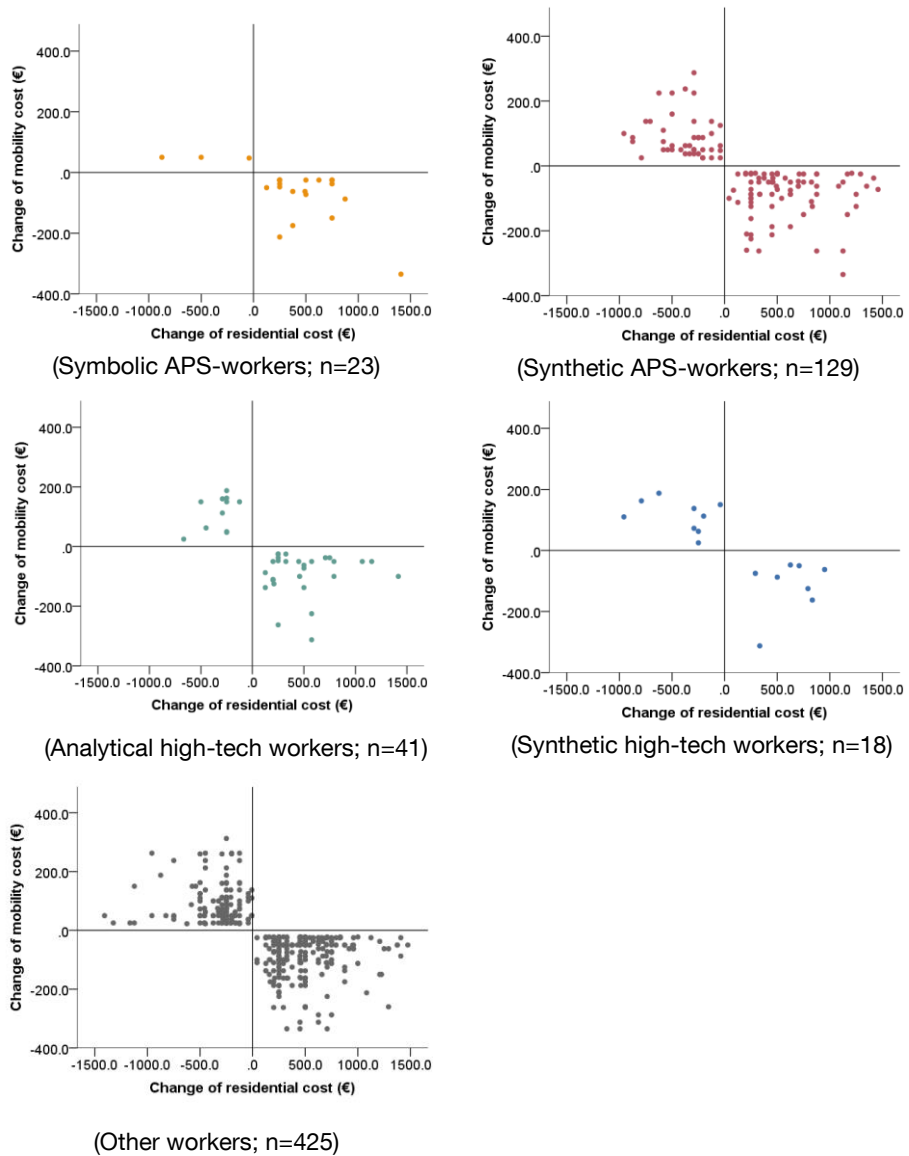 400.0
200.0
.0
-200.0
-400.0
Change of mobility cost (€)
-1500.0 -1000.0 -500.0 .0 500.0 1000.0 1500.0
Change of residential cost (€)
(Symbolic APS-workers; n=23)
400.0
200.0
.0
-200.0
-400.0
Change of mobility cost (€)
-1500.0 -1000.0 -500.0 .0 500.0 1000.0 1500.0
Change of residential cost (€)
(Synthetic APS-workers; n=129)
400.0
200.0
.0
-200.0
-400.0
Change of mobility cost (€)
-1500.0 -1000.0 -500.0 .0 500.0 1000.0 1500.0
Change of residential cost (€)
(Analytical high-tech workers; n=41)
400.0
200.0
.0
-200.0
-400.0
Change of mobility cost (€)
-1500.0 -1000.0 -500.0 .0 500.0 1000.0 1500.0
Change of residential cost (€)
(Synthetic high-tech workers; n=18)
400.0
200.0
.0
-200.0
-400.0
Change of mobility cost (€)
-1500.0 -1000.0 -500.0 .0 500.0 1000.0 1500.0
Change of residential cost (€)
(Other workers; n=425)